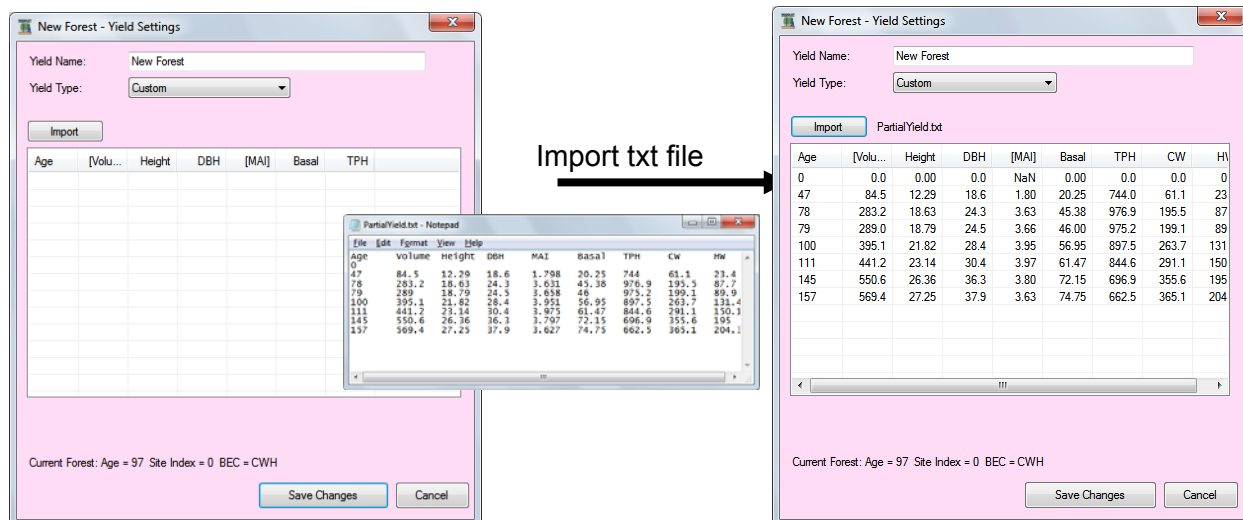 New Forest - Yield Settings
Yield Name: New Forest
Yield Type: Custom
Import
Age [Volu... Height DBH [MAI] Basal TPH
PartialYield.txt - Notepad
File Edit Format View Help
Age Volume Height DBH MAI Basal TPH CW HW
0
47 84.5 12.29 18.6 1.798 20.25 744 61.1 23.4
78 283.2 18.63 24.3 3.631 45.38 976.9 195.5 87.7
79 289 18.79 24.5 3.658 46 975.2 199.1 89.9
100 395.1 21.82 28.4 3.951 56.95 897.5 263.7 131.4
111 441.2 23.14 30.4 3.975 61.47 844.6 291.1 150.1
145 550.6 26.36 36.3 3.797 72.15 696.9 355.6 195
157 569.4 27.25 37.9 3.627 74.75 662.5 365.1 204.
Current Forest: Age = 97 Site Index = 0 BEC = CWH
Save Changes Cancel
Import txt file
New Forest - Yield Settings
Yield Name: New Forest
Yield Type: Custom
Import PartialYield.txt
Age [Volu... Height DBH [MAI] Basal TPH CW HW
0 0.0 0.00 0.0 NaN 0.00 0.0 0.0 0
47 84.5 12.29 18.6 1.80 20.25 744.0 61.1 23
78 283.2 18.63 24.3 3.63 45.38 976.9 195.5 87
79 289.0 18.79 24.5 3.66 46.00 975.2 199.1 89
100 395.1 21.82 28.4 3.95 56.95 897.5 263.7 131
111 441.2 23.14 30.4 3.97 61.47 844.6 291.1 150
145 550.6 26.36 36.3 3.80 72.15 696.9 355.6 195
157 569.4 27.25 37.9 3.63 74.75 662.5 365.1 204
Current Forest: Age = 97 Site Index = 0 BEC = CWH
Save Changes Cancel